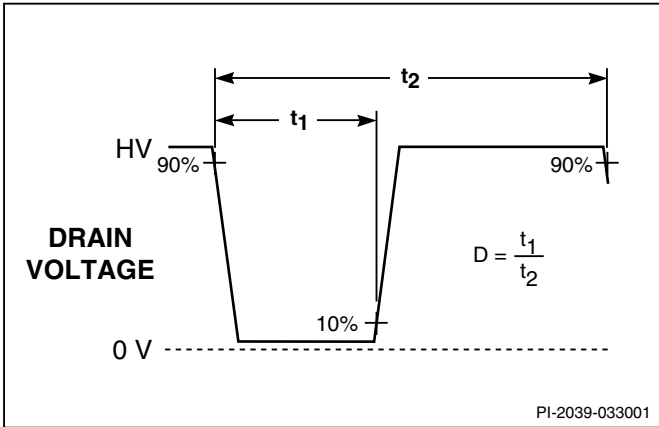 t2
t1
HV
90%
90%
DRAIN
VOLTAGE
D = t1
t2
10%
0 V
PI-2039-033001